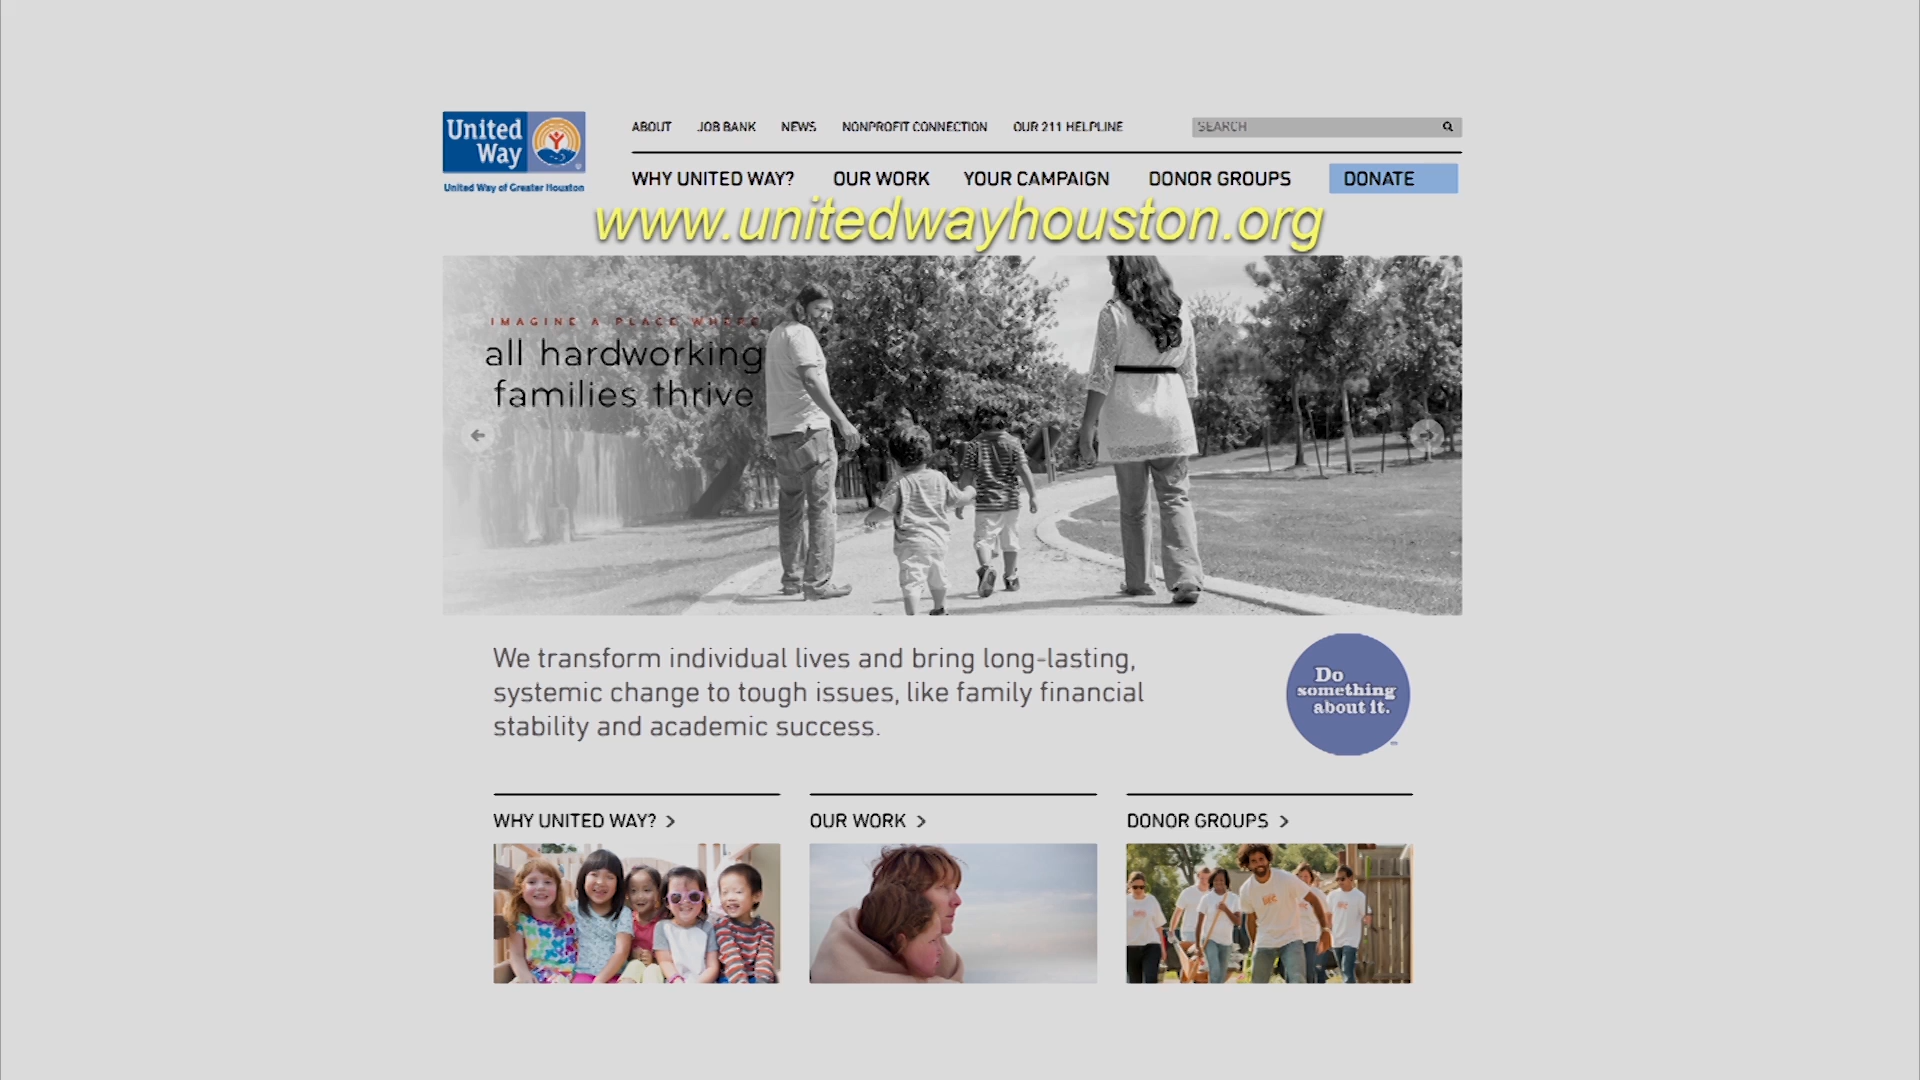 United
Way
United Way of Greater Houston
ABOUT JOB BANK NEWS NONPROFIT CONNECTION OUR 211 HELPLINE SEARCH
WHY UNITED WAY? OUR WORK YOUR CAMPAIGN DONOR GROUPS DONATE
www.unitedwayhouston.org
IMAGINE A PLACE WHERE
all hardworking
families thrive
We transform individual lives and bring long-lasting,
systemic change to tough issues, like family financial
stability and academic success.
Do
something
about it.
WHY UNITED WAY? >
OUR WORK >
DONOR GROUPS >